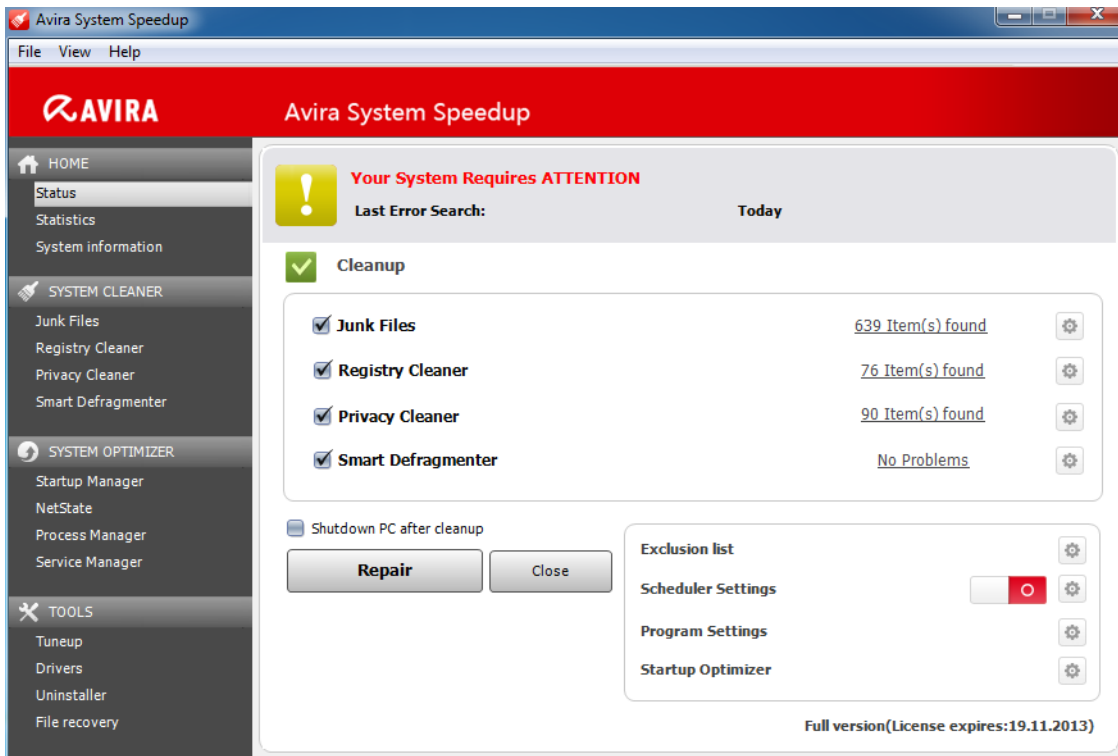 Avira System Speedup
File View Help
AVIRA
Avira System Speedup
HOME
Status
Statistics
System information
SYSTEM CLEANER
Junk Files
Registry Cleaner
Privacy Cleaner
Smart Defragmenter
SYSTEM OPTIMIZER
Startup Manager
NetState
Process Manager
Service Manager
TOOLS
Tuneup
Drivers
Uninstaller
File recovery
Your System Requires ATTENTION
Last Error Search: Today
Cleanup
Junk Files 639 Item(s) found
Registry Cleaner 76 Item(s) found
Privacy Cleaner 90 Item(s) found
Smart Defragmenter No Problems
Shutdown PC after cleanup
Repair Close
Exclusion list
Scheduler Settings
Program Settings
Startup Optimizer
Full version(License expires:19.11.2013)